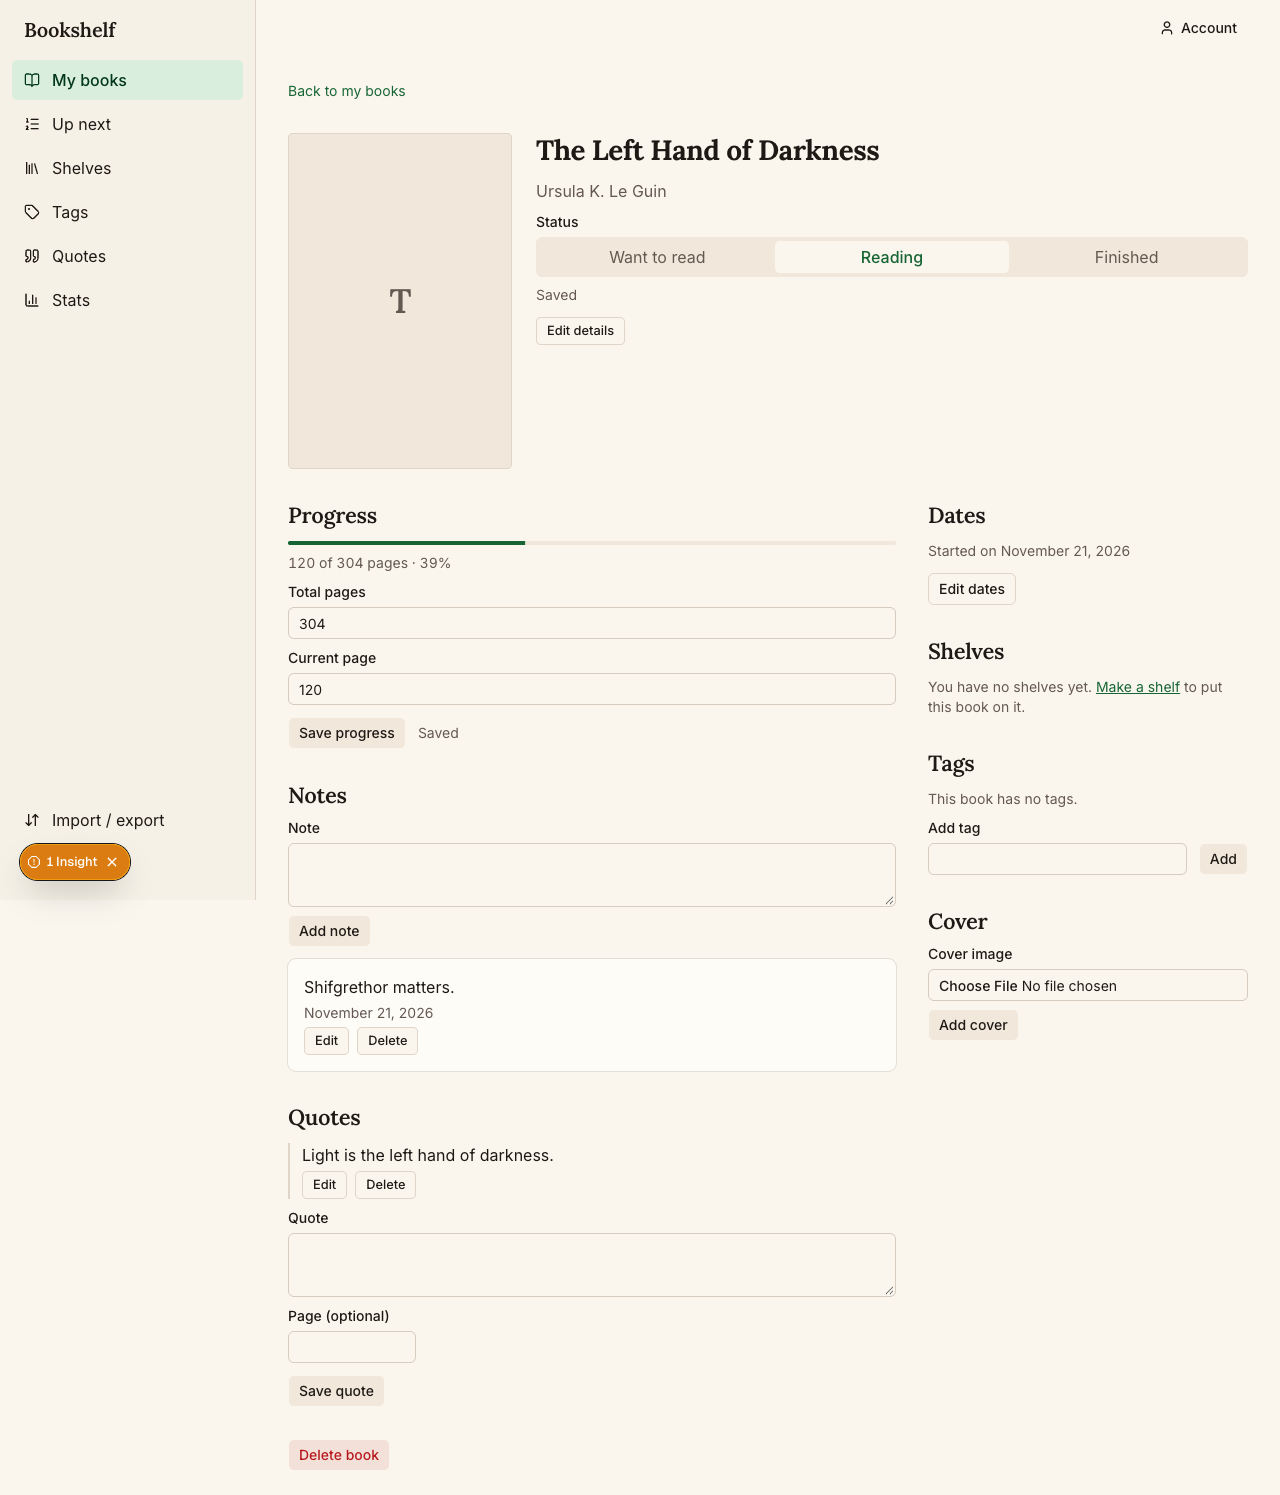 Bookshelf
My books
Up next
Shelves
Tags
Quotes
Stats
Import / export
1 Insight
Account
Back to my books
T
The Left Hand of Darkness
Ursula K. Le Guin
Status
Want to read
Reading
Finished
Saved
Edit details
Progress
120 of 304 pages · 39%
Total pages
304
Current page
120
Save progress
Saved
Notes
Note
Add note
Shifgrethor matters.
November 21, 2026
Edit
Delete
Quotes
Light is the left hand of darkness.
Edit
Delete
Quote
Page (optional)
Save quote
Delete book
Dates
Started on November 21, 2026
Edit dates
Shelves
You have no shelves yet. Make a shelf to put
this book on it.
Tags
This book has no tags.
Add tag
Add
Cover
Cover image
Choose File No file chosen
Add cover